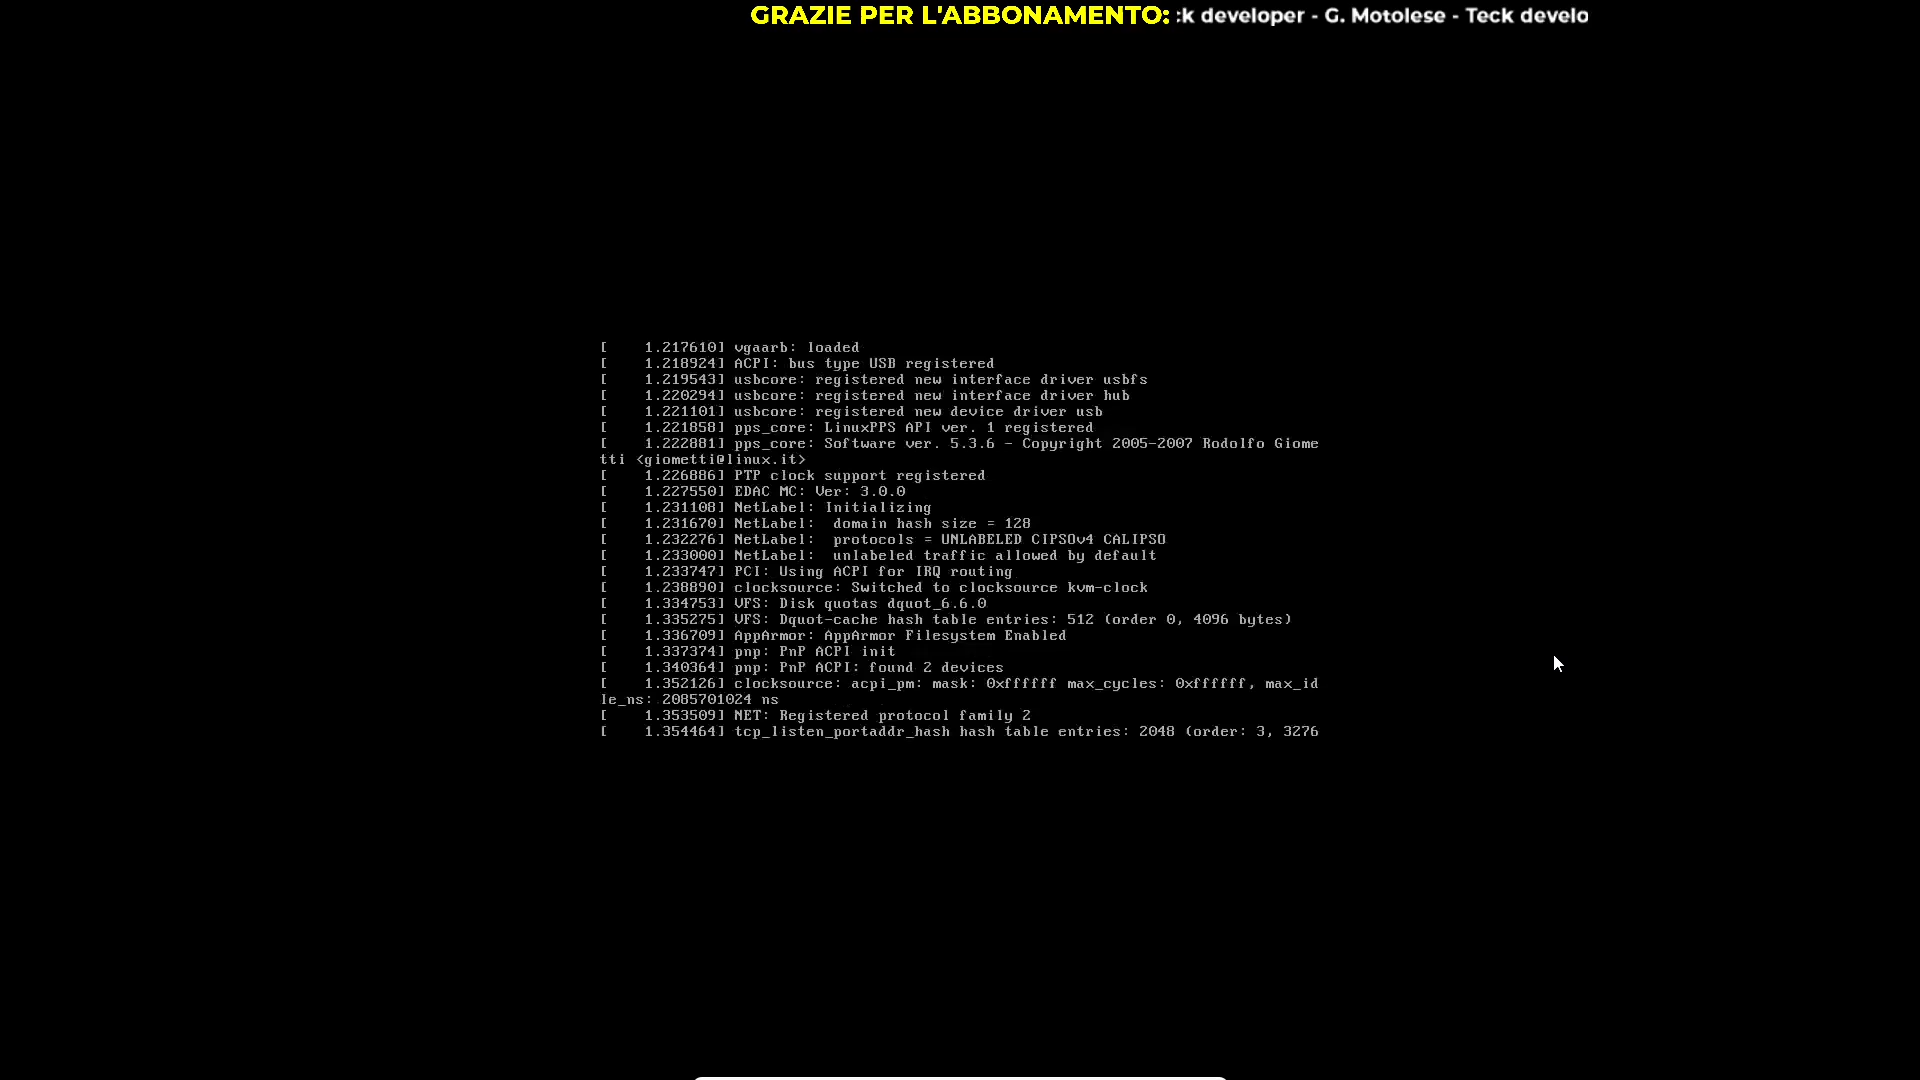 GRAZIE PER L'ABBONAMENTO: k developer - G. Motolese - Teck develo
[    1.217610] vgaarb: loaded
[    1.218924] ACPI: bus type USB registered
[    1.219543] usbcore: registered new interface driver usbfs
[    1.220294] usbcore: registered new interface driver hub
[    1.221101] usbcore: registered new device driver usb
[    1.221858] pps_core: LinuxPPS API ver. 1 registered
[    1.222881] pps_core: Software ver. 5.3.6 - Copyright 2005-2007 Rodolfo Giome
tti <giometti@linux.it>
[    1.226886] PTP clock support registered
[    1.227550] EDAC MC: Ver: 3.0.0
[    1.231108] NetLabel: Initializing
[    1.231670] NetLabel:  domain hash size = 128
[    1.232276] NetLabel:  protocols = UNLABELED CIPSOv4 CALIPSO
[    1.233000] NetLabel:  unlabeled traffic allowed by default
[    1.233747] PCI: Using ACPI for IRQ routing
[    1.238890] clocksource: Switched to clocksource kvm-clock
[    1.334753] VFS: Disk quotas dquot_6.6.0
[    1.335275] VFS: Dquot-cache hash table entries: 512 (order 0, 4096 bytes)
[    1.336709] AppArmor: AppArmor Filesystem Enabled
[    1.337374] pnp: PnP ACPI init
[    1.340364] pnp: PnP ACPI: found 2 devices
[    1.352126] clocksource: acpi_pm: mask: 0xffffff max_cycles: 0xffffff, max_id
le_ns: 2085701024 ns
[    1.353509] NET: Registered protocol family 2
[    1.354464] tcp_listen_portaddr_hash hash table entries: 2048 (order: 3, 3276